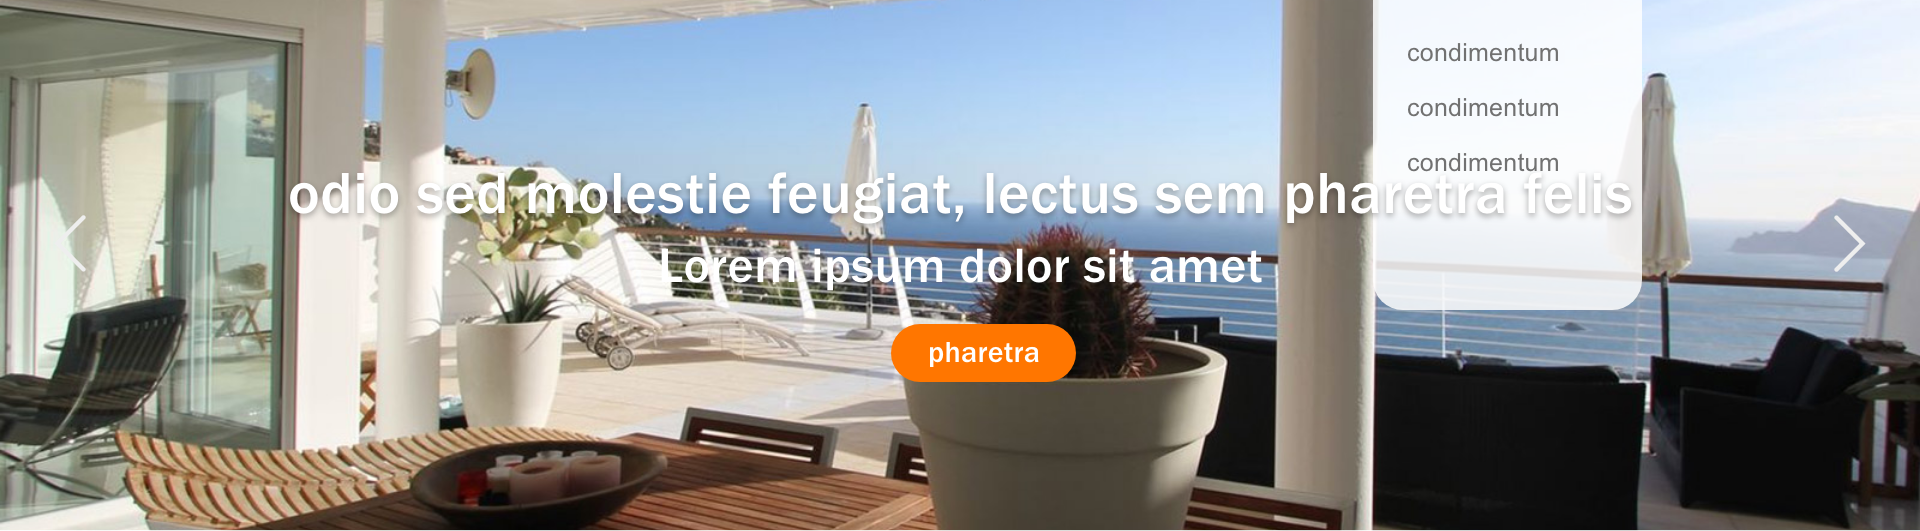 condimentum
condimentum
condimentum
odio sed molestie feugiat, lectus sem pharetra felis
Lorem ipsum dolor sit amet
pharetra